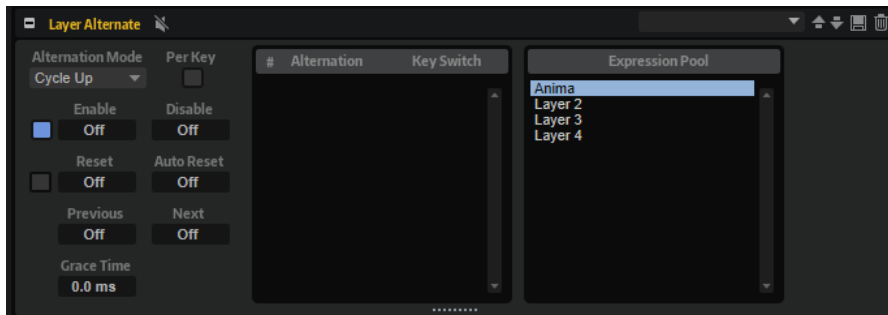 Layer Alternate
Alternation Mode Per Key
Cycle Up
Enable Disable
Off Off
Reset Auto Reset
Off Off
Previous Next
Off Off
Grace Time
0.0 ms
# Alternation Key Switch
Expression Pool
Anima
Layer 2
Layer 3
Layer 4